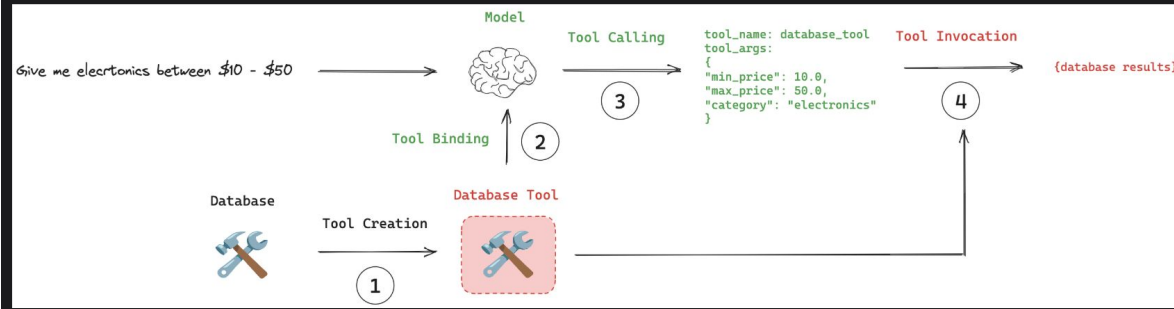 Model
Tool Calling
tool_name: database_tool
tool_args:
{
"min_price": 10.0,
"max_price": 50.0,
"category": "electronics"
}
Tool Invocation
Give me elecrtonics between $10 - $50
{database results}
3
4
Tool Binding
2
Database
Database Tool
Tool Creation
1